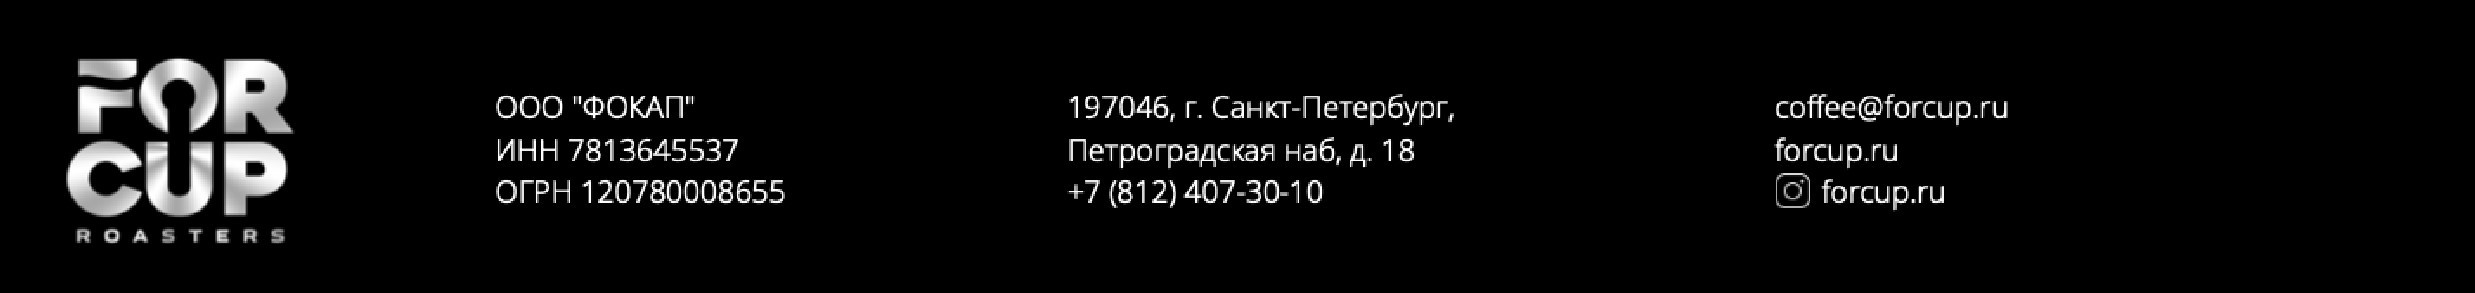 FOR
CUP
ROASTERS
ООО "ФОКАП"
ИНН 7813645537
ОГРН 120780008655
197046, г. Санкт-Петербург,
Петроградская наб, д. 18
+7 (812) 407-30-10
coffee@forcup.ru
forcup.ru
forcup.ru